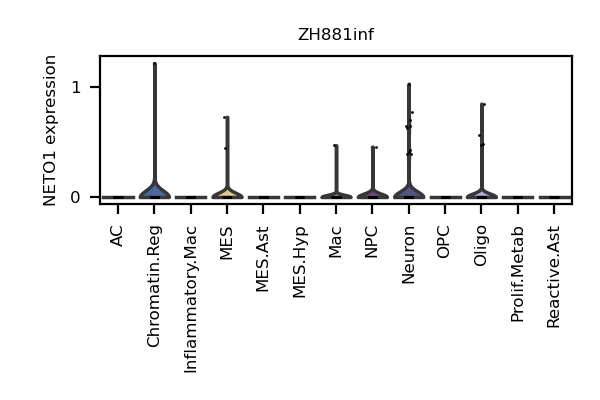 ZH881inf
NETO1 expression
1
0
AC
Chromatin.Reg
Inflammatory.Mac
MES
MES.Ast
MES.Hyp
Mac
NPC
Neuron
OPC
Oligo
Prolif.Metab
Reactive.Ast